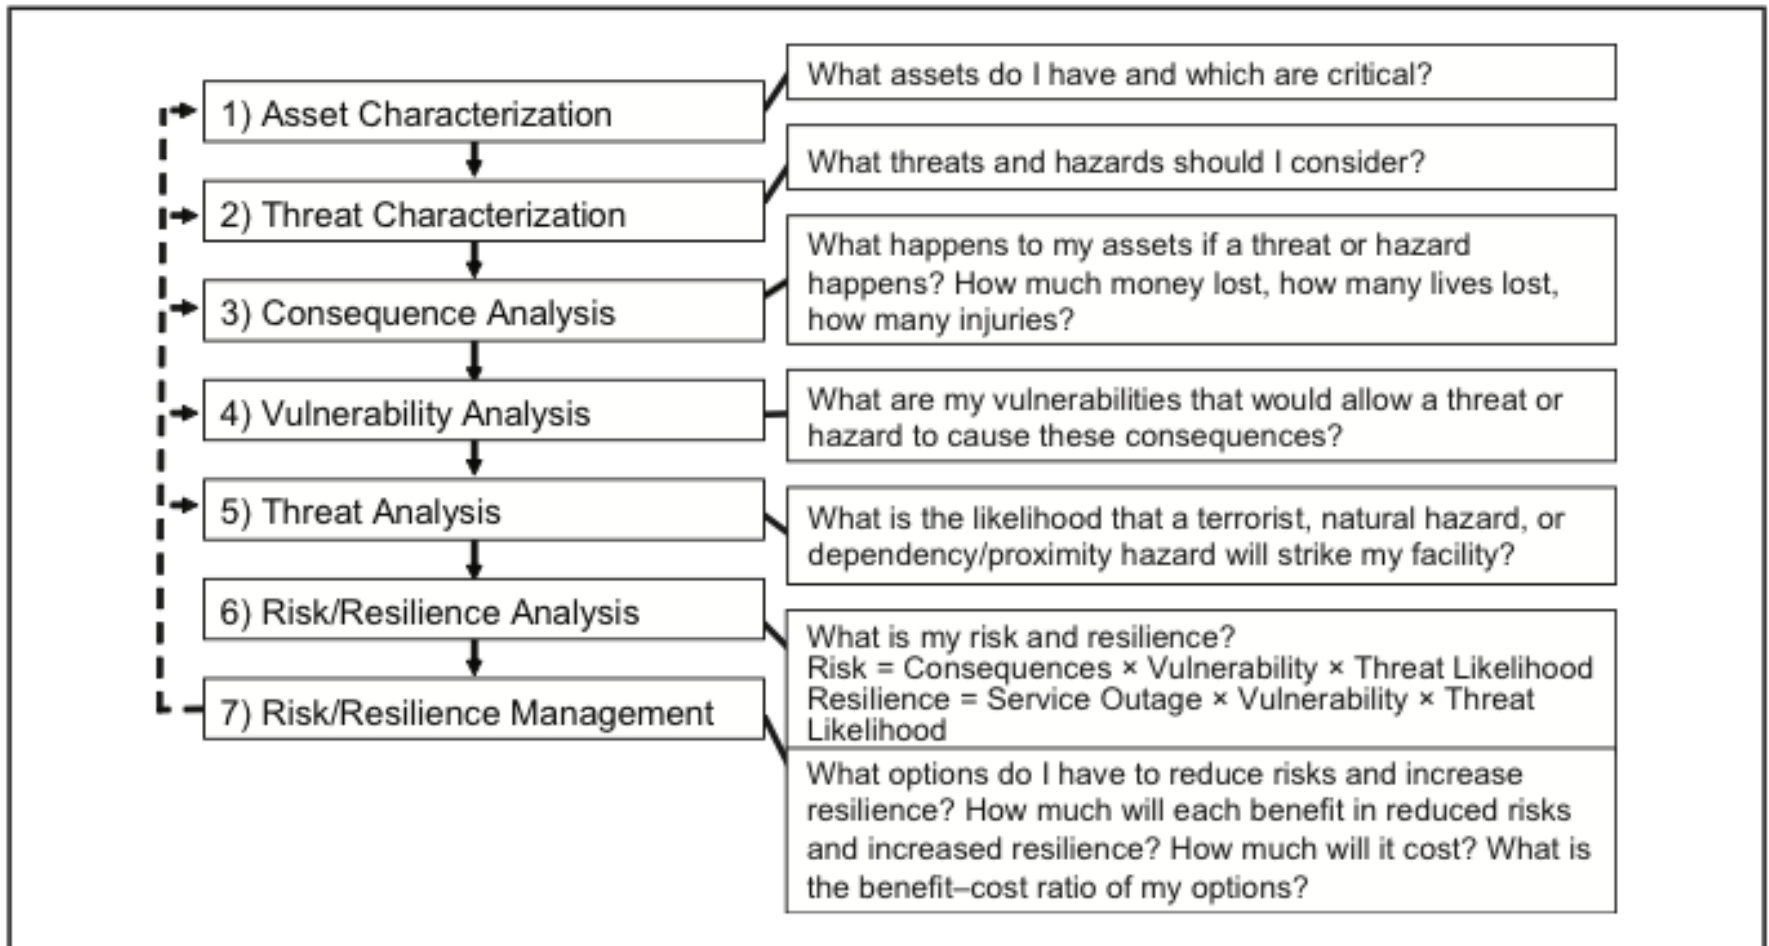 1) Asset Characterization
What assets do I have and which are critical?
2) Threat Characterization
What threats and hazards should I consider?
3) Consequence Analysis
What happens to my assets if a threat or hazard
happens? How much money lost, how many lives lost,
how many injuries?
4) Vulnerability Analysis
What are my vulnerabilities that would allow a threat or
hazard to cause these consequences?
5) Threat Analysis
What is the likelihood that a terrorist, natural hazard, or
dependency/proximity hazard will strike my facility?
6) Risk/Resilience Analysis
What is my risk and resilience?
Risk = Consequences × Vulnerability × Threat Likelihood
Resilience = Service Outage × Vulnerability × Threat
Likelihood
7) Risk/Resilience Management
What options do I have to reduce risks and increase
resilience? How much will each benefit in reduced risks
and increased resilience? How much will it cost? What is
the benefit–cost ratio of my options?